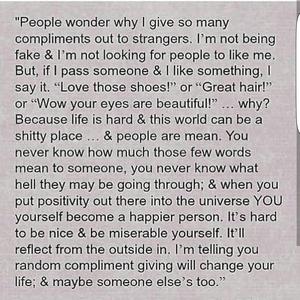 "People wonder why I give so many
compliments out to strangers. I'm not being
fake & I'm not looking for people to like me.
But, if I pass someone & I like something, I
say it. "Love those shoes!" or "Great hair!"
or "Wow your eyes are beautiful!" ... why?
Because life is hard & this world can be a
shitty place ... & people are mean. You
never know how much those few words
mean to someone, you never know what
hell they may be going through; & when you
put positivity out there into the universe YOU
yourself become a happier person. It's hard
to be nice & be miserable yourself. It'll
reflect from the outside in. I'm telling you
random compliment giving will change your
life; & maybe someone else's too."